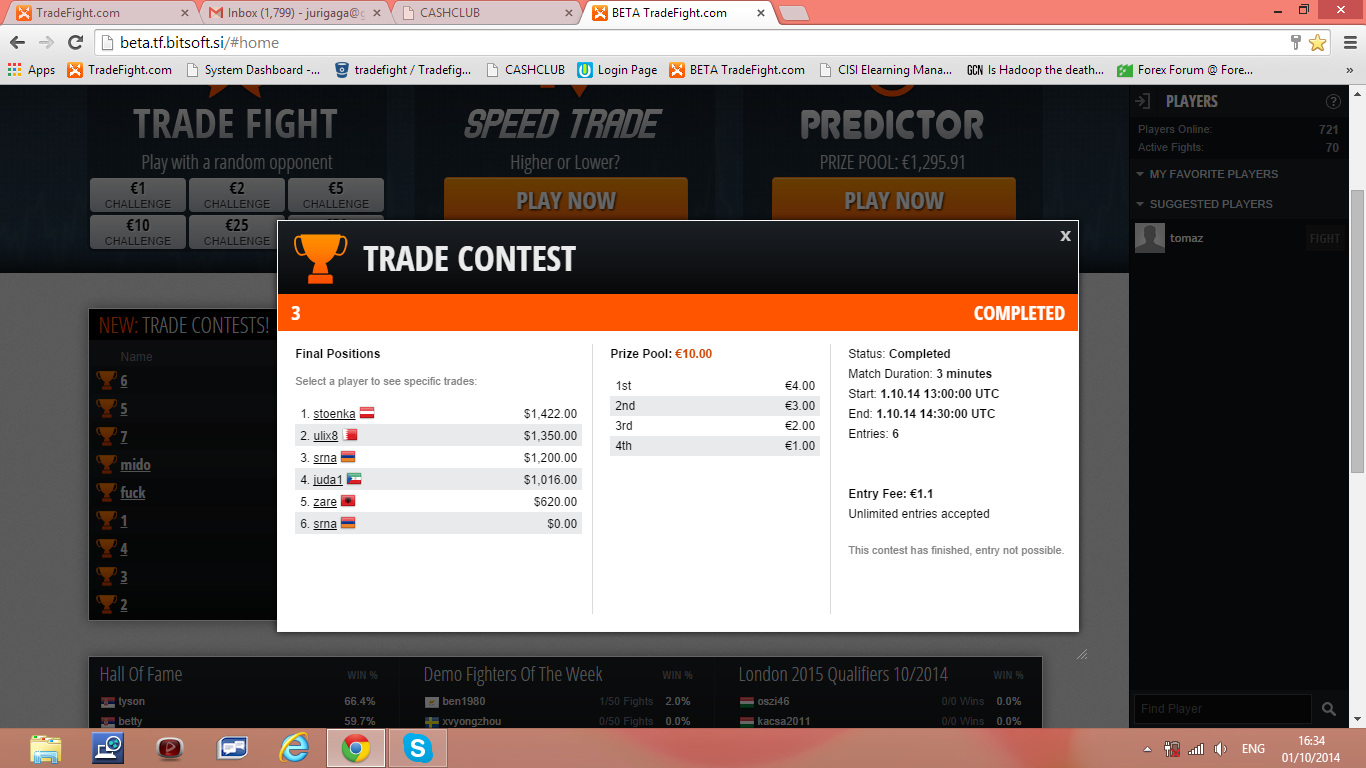 TradeFight.com
Inbox (1,799) - jurigaga@g
CASHCLUB
BETA TradeFight.com
beta.tf.bitsoft.si/#home
Apps
TradeFight.com
System Dashboard -...
tradefight / Tradefig...
CASHCLUB
Login Page
BETA TradeFight.com
CISI Elearning Mana...
GCN Is Hadoop the death...
Forex Forum @ Fore...
»
TRADE FIGHT
Play with a random opponent
€1 CHALLENGE
€2 CHALLENGE
€5 CHALLENGE
€10 CHALLENGE
€25 CHALLENGE
SPEED TRADE
Higher or Lower?
PLAY NOW
PREDICTOR
PRIZE POOL: €1,295.91
PLAY NOW
PLAYERS
?
Players Online: 721
Active Fights: 70
MY FAVORITE PLAYERS
SUGGESTED PLAYERS
tomaz FIGHT
NEW: TRADE CONTESTS!
Name
6
5
7
mido
fuck
1
4
3
2
TRADE CONTEST
X
3 COMPLETED
Final Positions
Select a player to see specific trades:
1. stoenka $1,422.00
2. ulix8 $1,350.00
3. srna $1,200.00
4. juda1 $1,016.00
5. zare $620.00
6. srna $0.00
Prize Pool: €10.00
1st €4.00
2nd €3.00
3rd €2.00
4th €1.00
Status: Completed
Match Duration: 3 minutes
Start: 1.10.14 13:00:00 UTC
End: 1.10.14 14:30:00 UTC
Entries: 6
Entry Fee: €1.1
Unlimited entries accepted
This contest has finished, entry not possible.
Hall Of Fame WIN %
tyson 66.4%
betty 59.7%
Demo Fighters Of The Week WIN %
ben1980 1/50 Fights 2.0%
xvyongzhou 0/50 Fights 0.0%
London 2015 Qualifiers 10/2014 WIN %
oszi46 0/0 Wins 0.0%
kacsa2011 0/0 Wins 0.0%
Find Player
ENG
16:34
01/10/2014